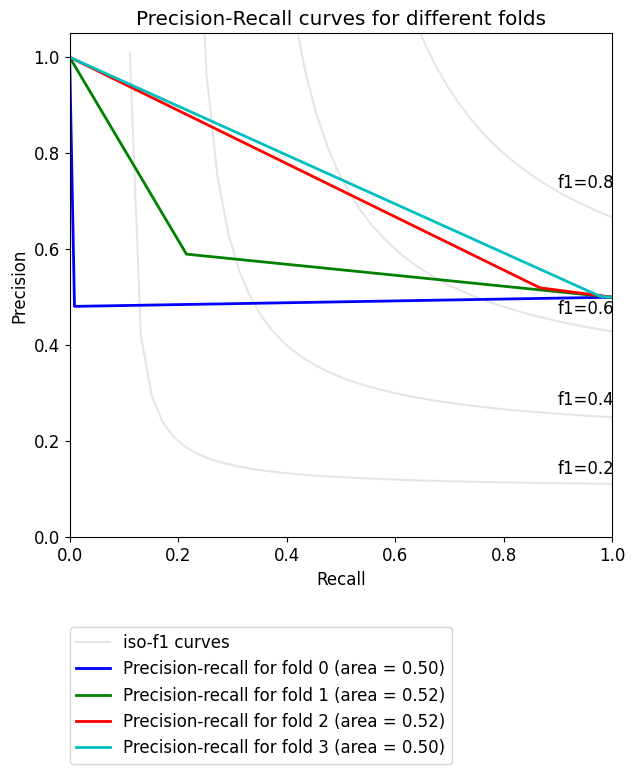 Precision-Recall curves for different folds
Precision
1.0
0.8
0.6
0.4
0.2
0.0
f1=0.8
f1=0.6
f1=0.4
f1=0.2
0.0 0.2 0.4 0.6 0.8 1.0
Recall
iso-f1 curves
Precision-recall for fold 0 (area = 0.50)
Precision-recall for fold 1 (area = 0.52)
Precision-recall for fold 2 (area = 0.52)
Precision-recall for fold 3 (area = 0.50)